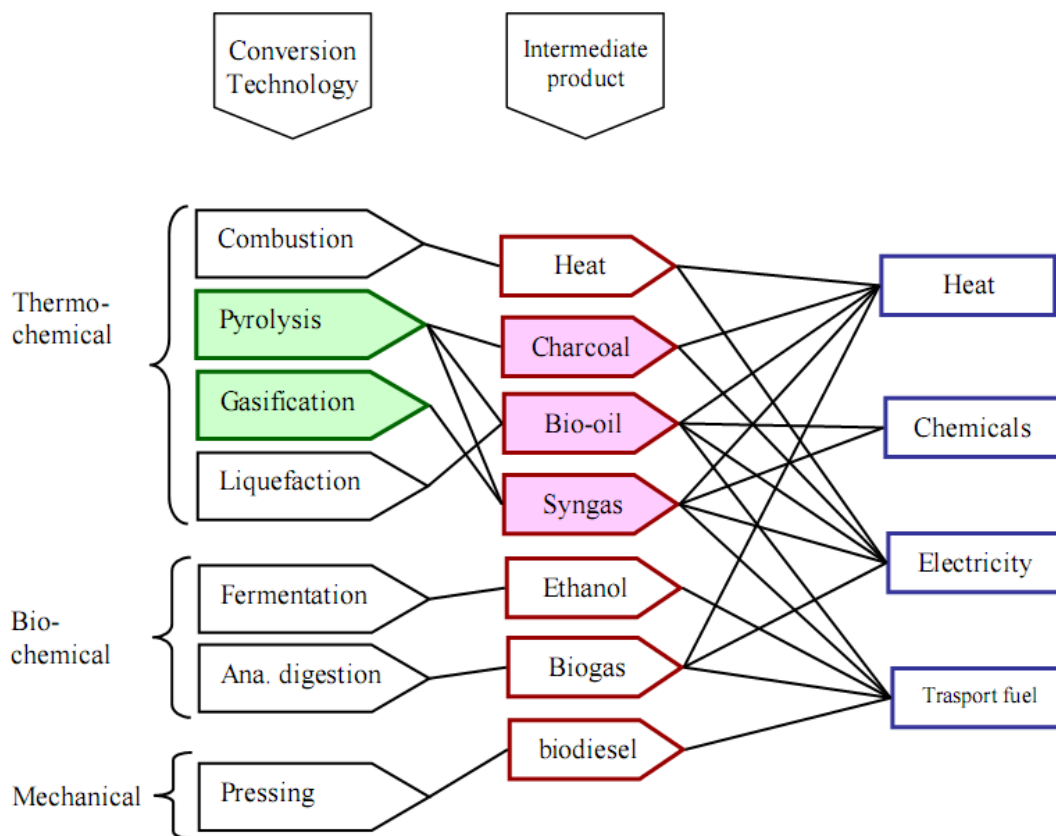 Conversion
Technology
Intermediate
product
Thermo-
chemical
Combustion
Pyrolysis
Gasification
Liquefaction
Heat
Charcoal
Bio-oil
Syngas
Heat
Chemicals
Electricity
Trasport fuel
Bio-
chemical
Fermentation
Ana. digestion
Ethanol
Biogas
Mechanical
Pressing
biodiesel